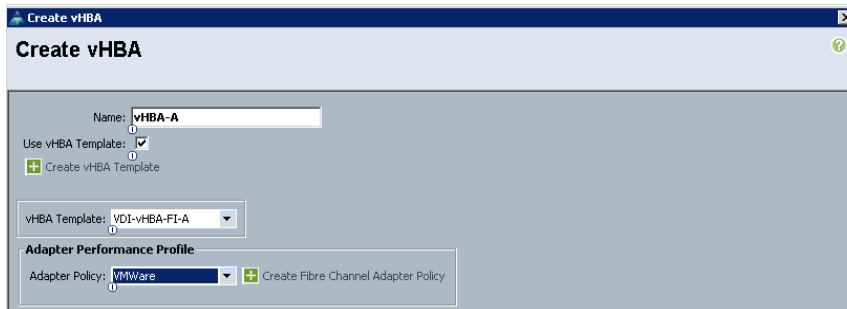 Create vHBA
Create vHBA
Name: vHBA-A
Use vHBA Template:
Create vHBA Template
vHBA Template: VDI-vHBA-FI-A
Adapter Performance Profile
Adapter Policy: VMWare Create Fibre Channel Adapter Policy